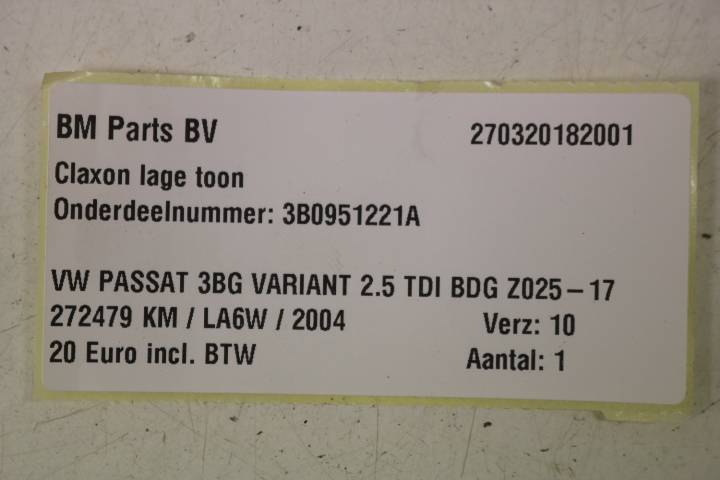 BM Parts BV 270320182001
Claxon lage toon
Onderdeelnummer: 3B0951221A
VW PASSAT 3BG VARIANT 2.5 TDI BDG Z025-17
272479 KM / LA6W / 2004 Verz: 10
20 Euro incl. BTW Aantal: 1